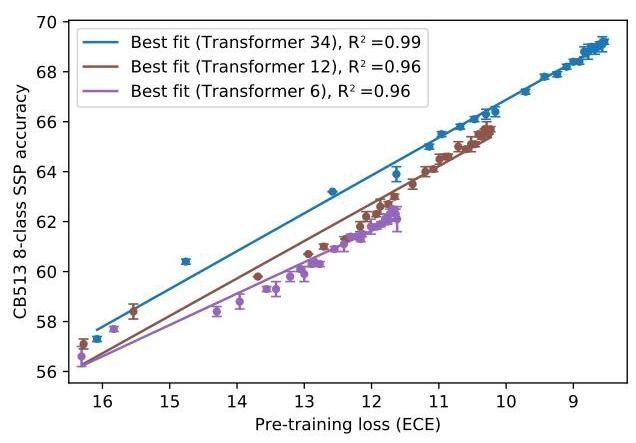 Best fit (Transformer 34), R² =0.99
Best fit (Transformer 12), R² =0.96
Best fit (Transformer 6), R² =0.96
CB513 8-class SSP accuracy
70
68
66
64
62
60
58
56
16 15 14 13 12 11 10 9
Pre-training loss (ECE)